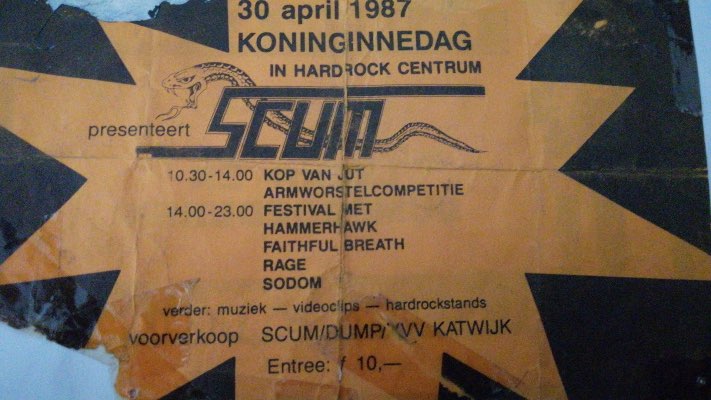 30 april 1987
KONINGINNEDAG
IN HARDROCK CENTRUM
presenteert SCUM
10.30-14.00 KOP VAN JUT
ARMWORSTELCOMPETITIE
14.00-23.00 FESTIVAL MET
HAMMERHAWK
FAITHFUL BREATH
RAGE
SODOM
verder: muziek — videoclips — hardrockstands
voorverkoop SCUM/DUMP/VVV KATWIJK
Entree: f 10,—